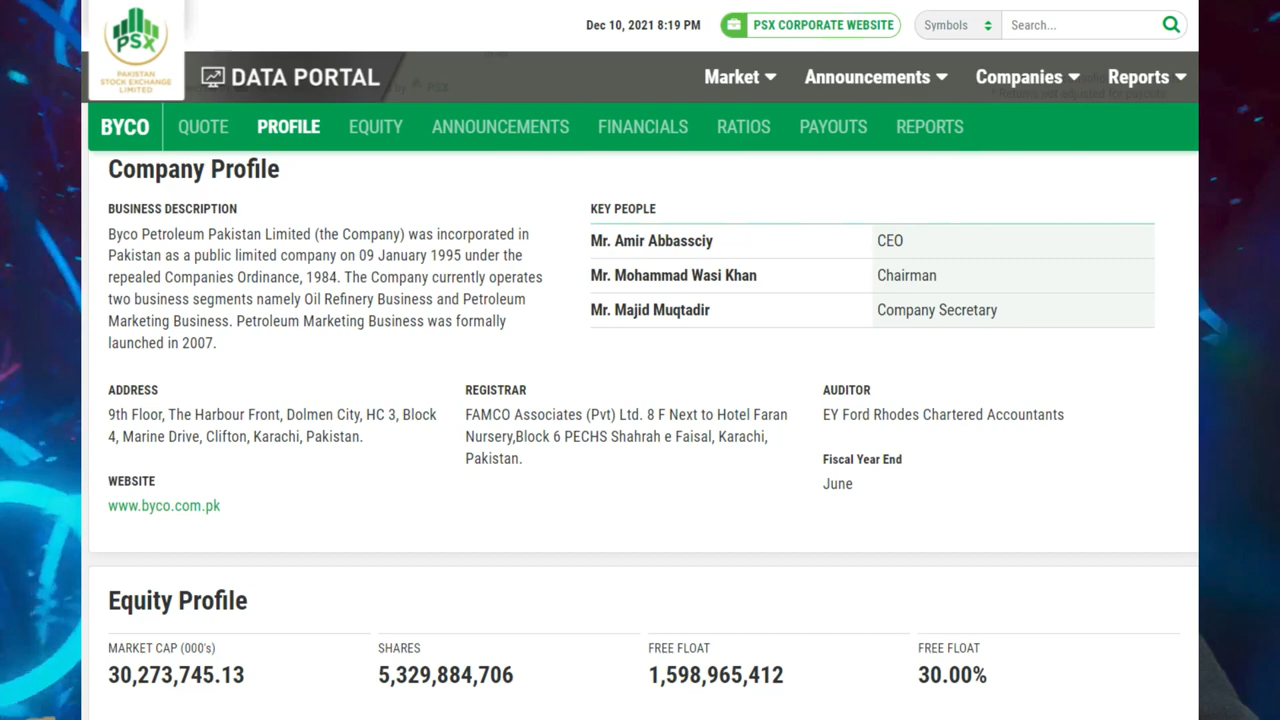 PSX
PAKISTAN
STOCK EXCHANGE
LIMITED
Dec 10, 2021 8:19 PM
PSX CORPORATE WEBSITE
Symbols
Search...
DATA PORTAL
Market
Announcements
Companies
Reports
BYCO
QUOTE
PROFILE
EQUITY
ANNOUNCEMENTS
FINANCIALS
RATIOS
PAYOUTS
REPORTS
Company Profile
BUSINESS DESCRIPTION
Byco Petroleum Pakistan Limited (the Company) was incorporated in
Pakistan as a public limited company on 09 January 1995 under the
repealed Companies Ordinance, 1984. The Company currently operates
two business segments namely Oil Refinery Business and Petroleum
Marketing Business. Petroleum Marketing Business was formally
launched in 2007.
KEY PEOPLE
Mr. Amir Abbassciy CEO
Mr. Mohammad Wasi Khan Chairman
Mr. Majid Muqtadir Company Secretary
ADDRESS
9th Floor, The Harbour Front, Dolmen City, HC 3, Block
4, Marine Drive, Clifton, Karachi, Pakistan.
WEBSITE
www.byco.com.pk
REGISTRAR
FAMCO Associates (Pvt) Ltd. 8 F Next to Hotel Faran
Nursery,Block 6 PECHS Shahrah e Faisal, Karachi,
Pakistan.
AUDITOR
EY Ford Rhodes Chartered Accountants
Fiscal Year End
June
Equity Profile
MARKET CAP (000's)
30,273,745.13
SHARES
5,329,884,706
FREE FLOAT
1,598,965,412
FREE FLOAT
30.00%